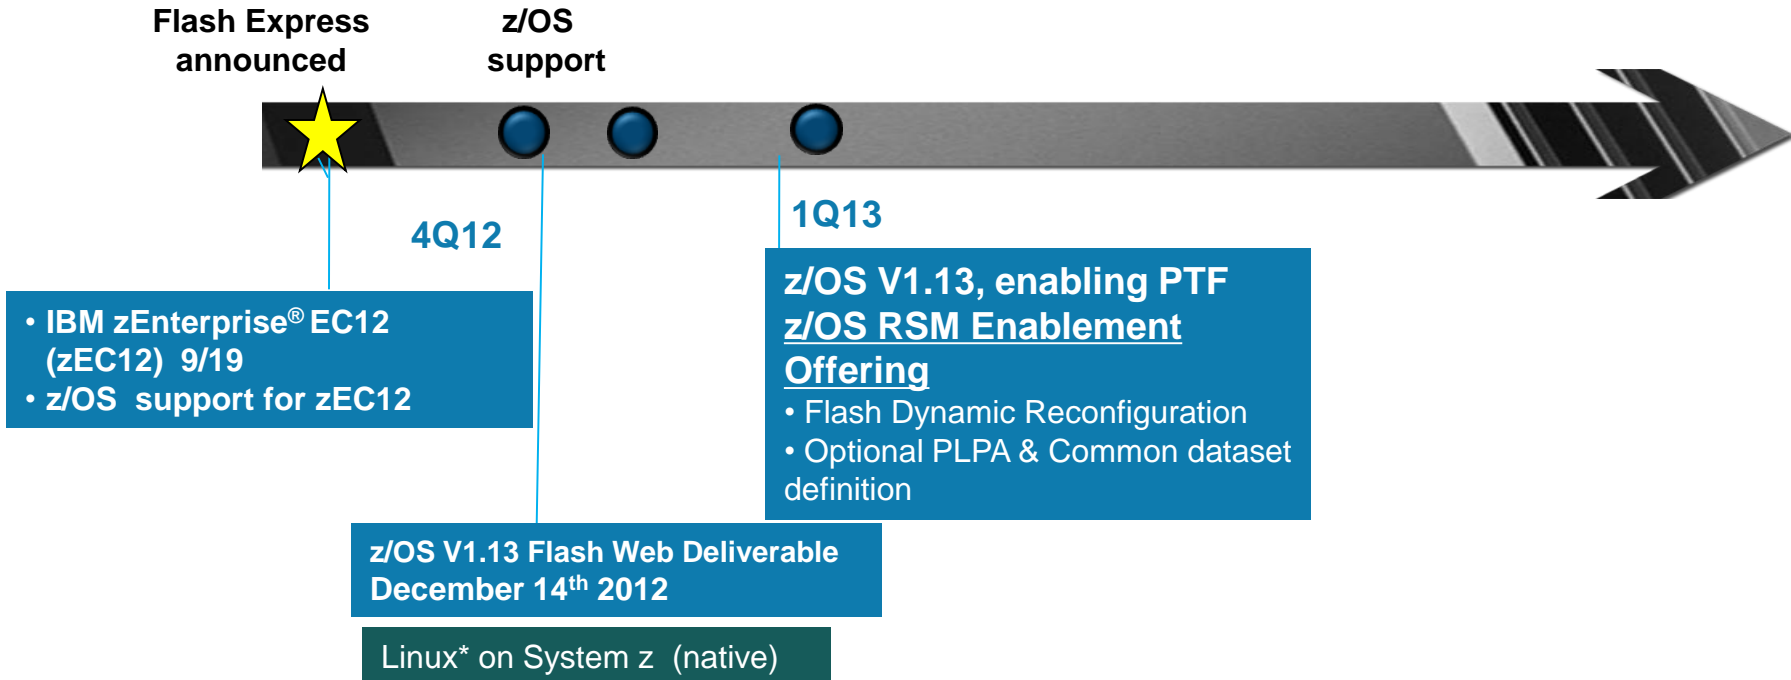 Flash Express
announced
z/OS
support
4Q12
1Q13
• IBM zEnterprise® EC12
(zEC12) 9/19
• z/OS support for zEC12
z/OS V1.13, enabling PTF
z/OS RSM Enablement
Offering
• Flash Dynamic Reconfiguration
• Optional PLPA & Common dataset
definition
z/OS V1.13 Flash Web Deliverable
December 14th 2012
Linux* on System z (native)